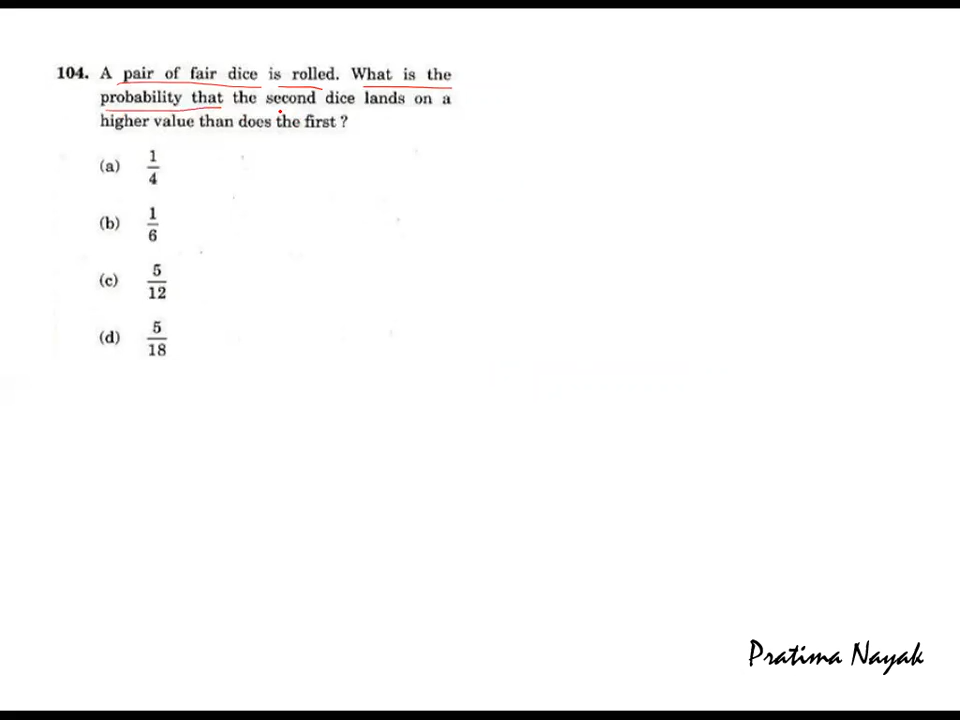 104. A pair of fair dice is rolled. What is the
probability that the second dice lands on a
higher value than does the first ?
(a) 1/4
(b) 1/6
(c) 5/12
(d) 5/18
Pratima Nayak